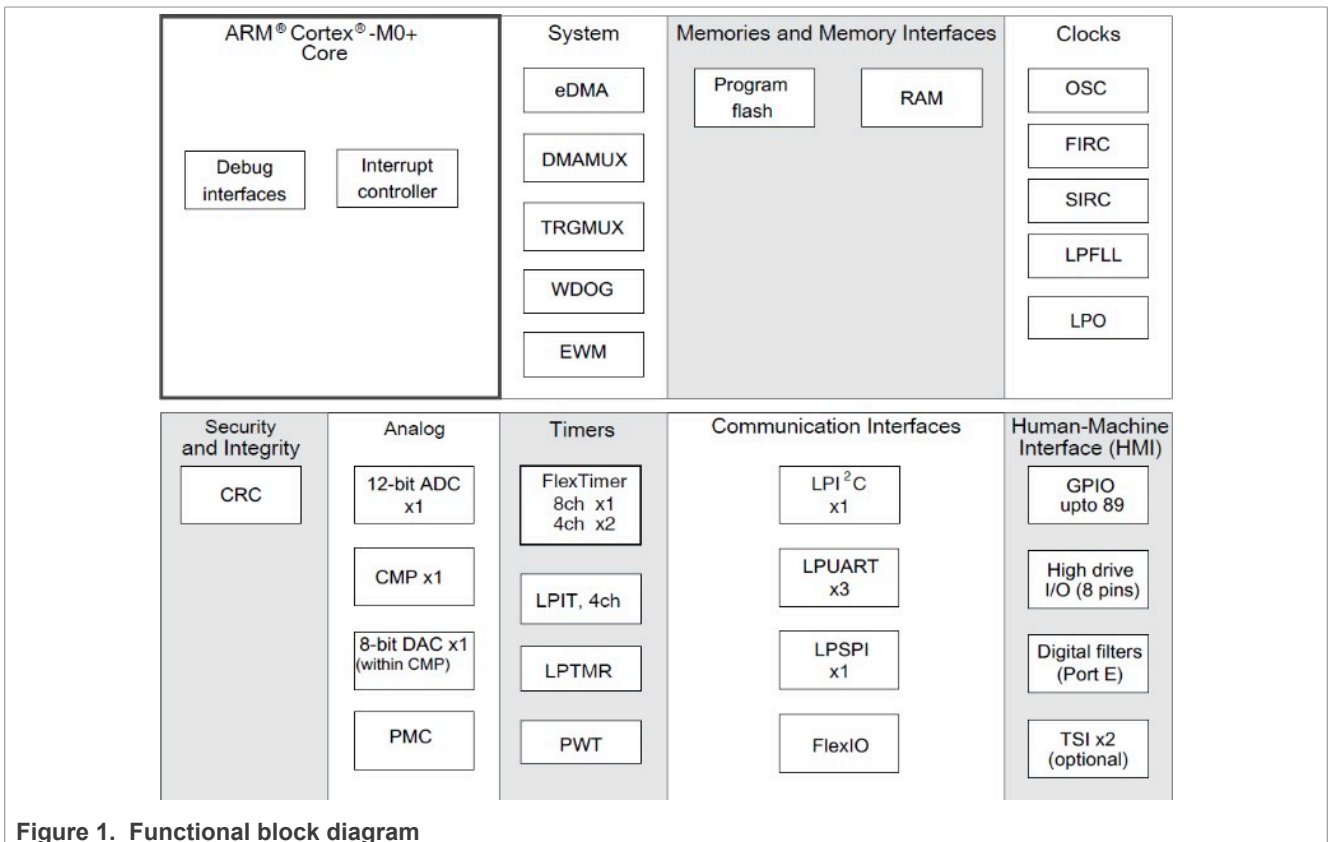 ARM® Cortex®-M0+
Core
Debug
interfaces
Interrupt
controller
System
eDMA
DMAMUX
TRGMUX
WDOG
EWM
Memories and Memory Interfaces
Program
flash
RAM
Clocks
OSC
FIRC
SIRC
LPFLL
LPO
Security
and Integrity
CRC
Analog
12-bit ADC
x1
CMP x1
8-bit DAC x1
(within CMP)
PMC
Timers
FlexTimer
8ch x1
4ch x2
LPIT, 4ch
LPTMR
PWT
Communication Interfaces
LPI²C
x1
LPUART
x3
LPSPI
x1
FlexIO
Human-Machine
Interface (HMI)
GPIO
upto 89
High drive
I/O (8 pins)
Digital filters
(Port E)
TSI x2
(optional)
Figure 1. Functional block diagram